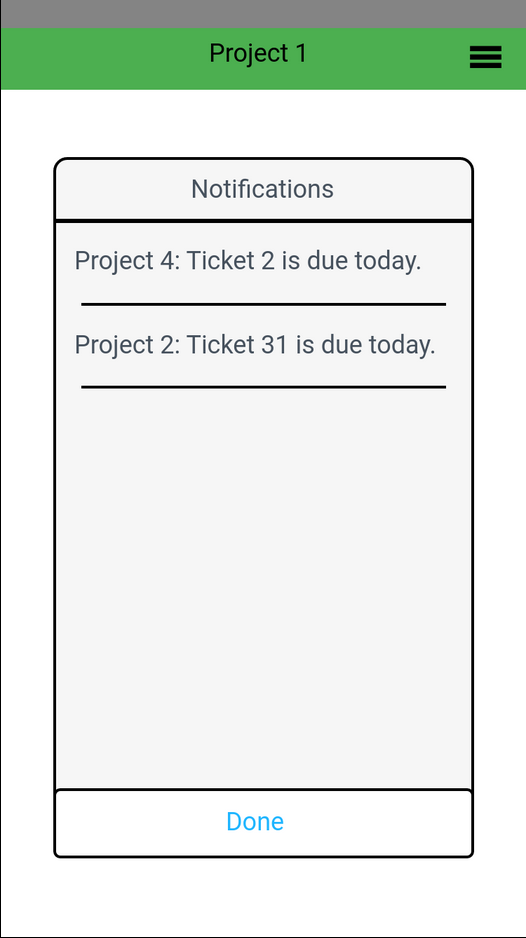 Project 1
Notifications
Project 4: Ticket 2 is due today.
Project 2: Ticket 31 is due today.
Done